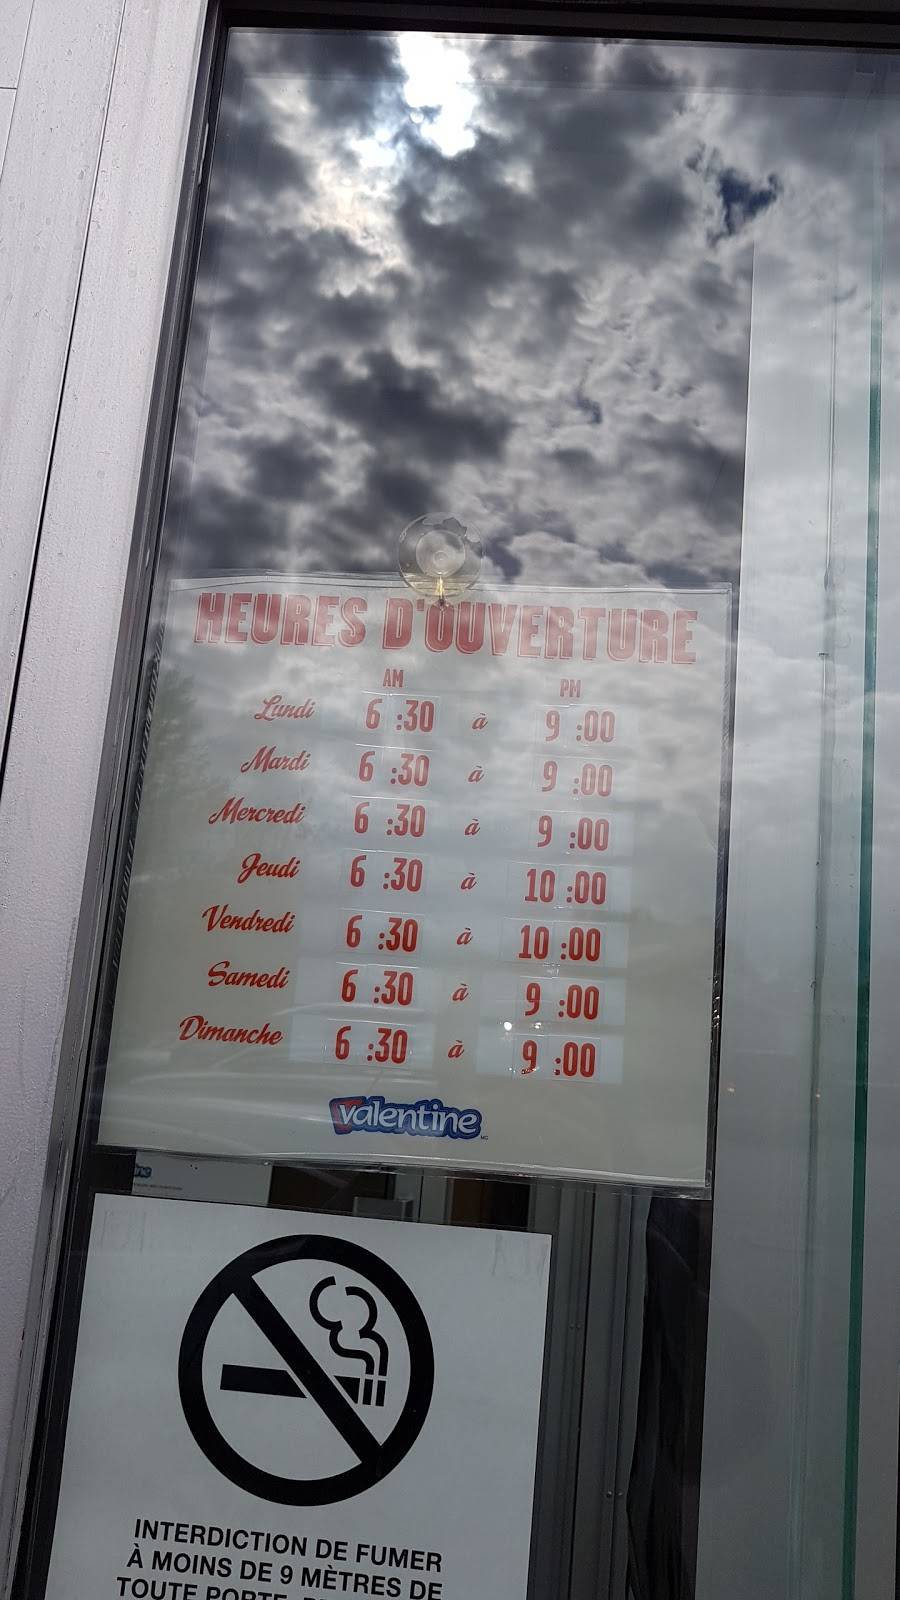 HEURES D'OUVERTURE
AM PM
Lundi 6 :30 à 9 :00
Mardi 6 :30 à 9 :00
Mercredi 6 :30 à 9 :00
Jeudi 6 :30 à 10 :00
Vendredi 6 :30 à 10 :00
Samedi 6 :30 à 9 :00
Dimanche 6 :30 à 9 :00
valentine MC
INTERDICTION DE FUMER
À MOINS DE 9 MÈTRES DE
TOUTE PORTE,